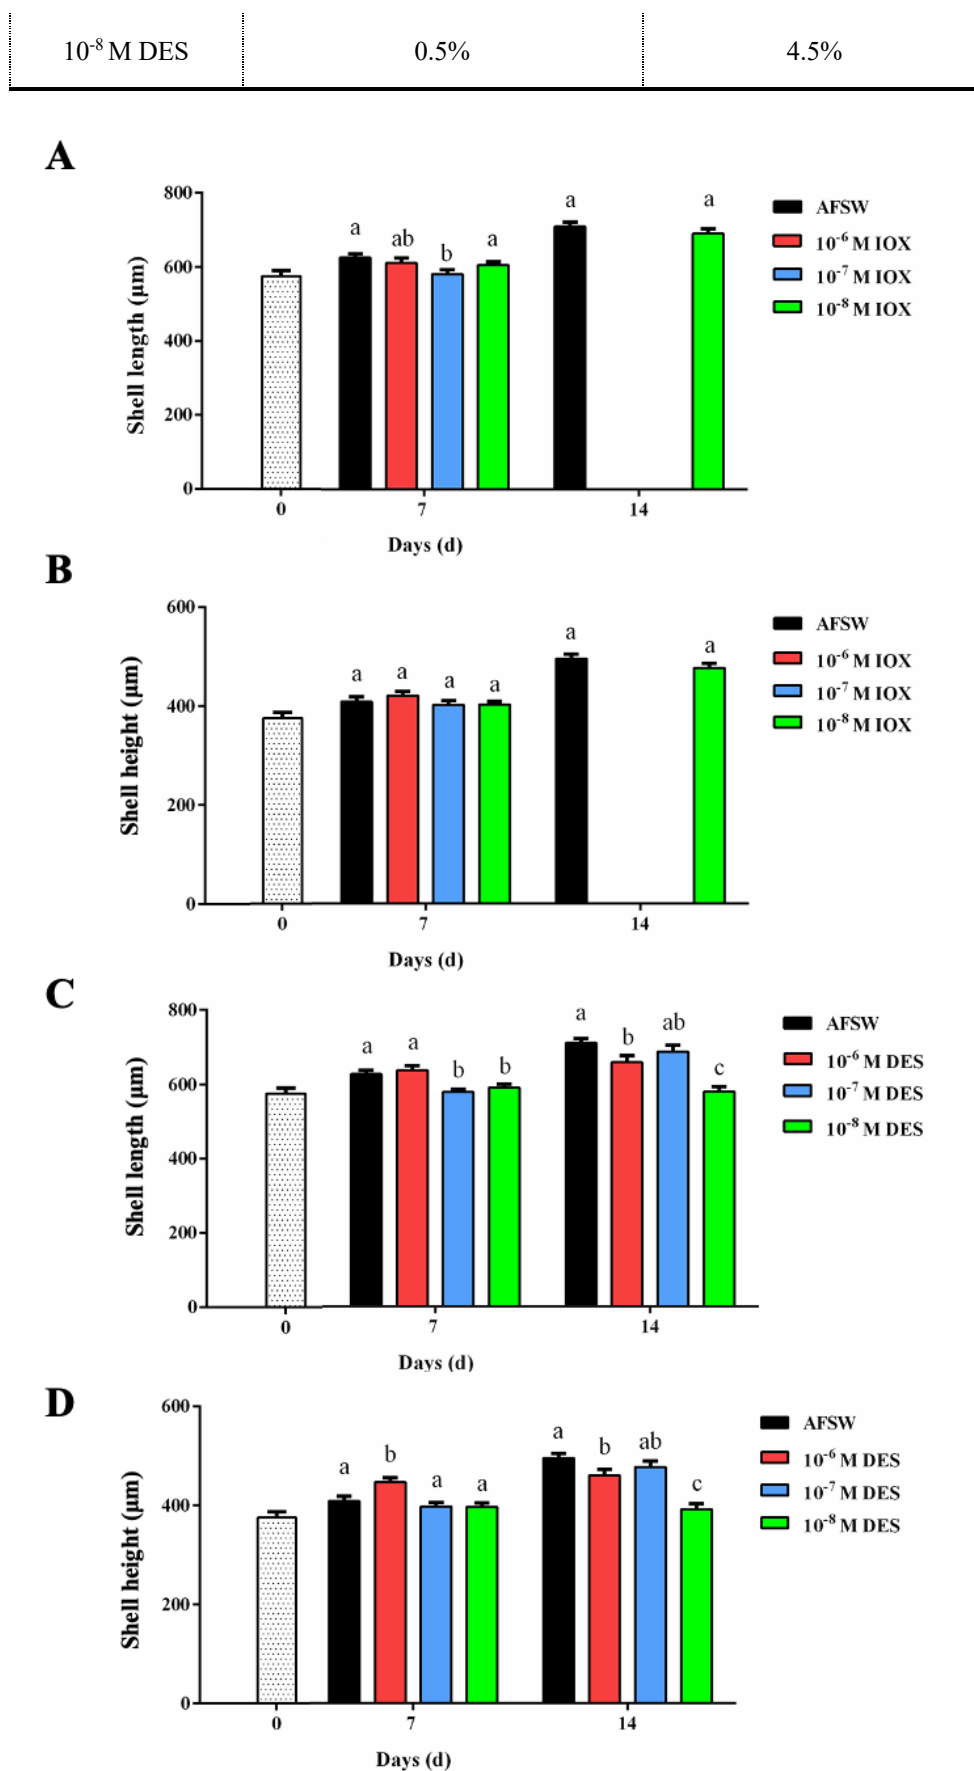 10⁻⁸ M DES 0.5% 4.5%
A
800
600
400
200
0
Shell length (μm)
a ab b a a a
0 7 14
Days (d)
AFSW
10⁻⁶ M IOX
10⁻⁷ M IOX
10⁻⁸ M IOX
B
600
400
200
0
Shell height (μm)
a a a a a a
0 7 14
Days (d)
AFSW
10⁻⁶ M IOX
10⁻⁷ M IOX
10⁻⁸ M IOX
C
800
600
400
200
0
Shell length (μm)
a a b b a b ab c
0 7 14
Days (d)
AFSW
10⁻⁶ M DES
10⁻⁷ M DES
10⁻⁸ M DES
D
600
400
200
0
Shell height (μm)
a b a a a b ab c
0 7 14
Days (d)
AFSW
10⁻⁶ M DES
10⁻⁷ M DES
10⁻⁸ M DES